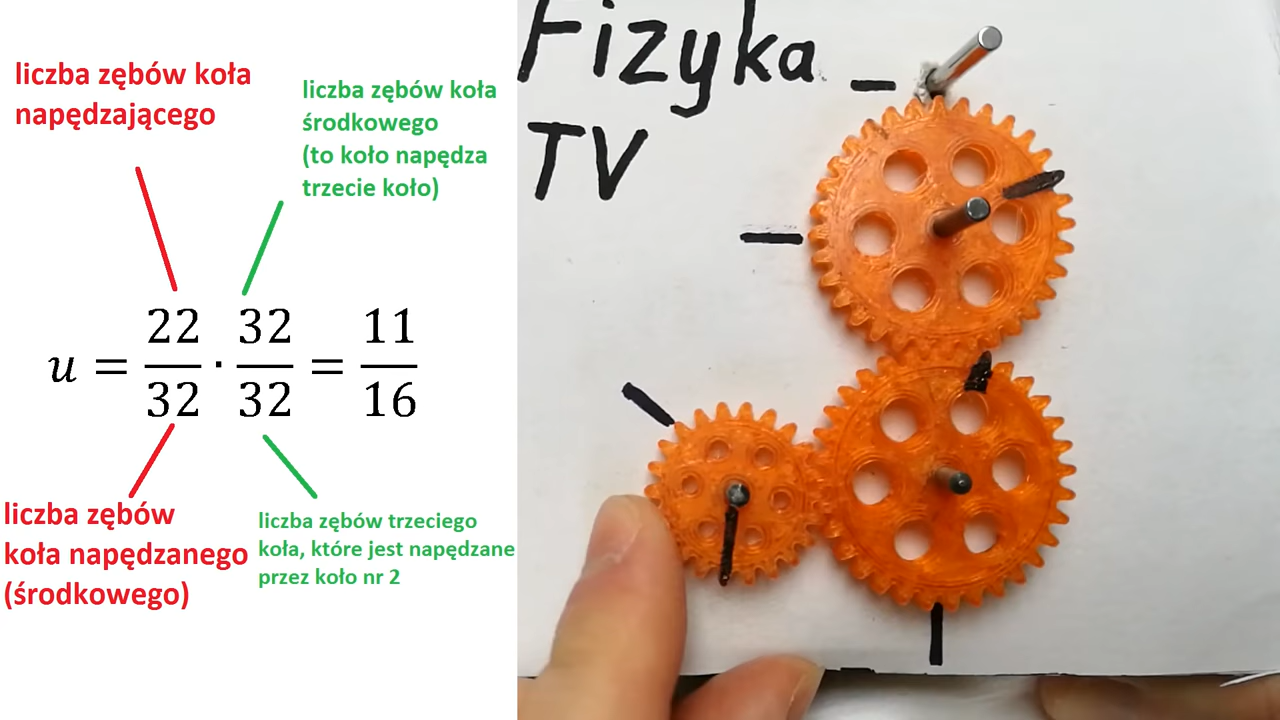 liczba zębów koła
napędzającego
liczba zębów koła
środkowego
(to koło napędza
trzecie koło)
u = 22/32 · 32/32 = 11/16
liczba zębów
koła napędzanego
(środkowego)
liczba zębów trzeciego
koła, które jest napędzane
przez koło nr 2
Fizyka
TV